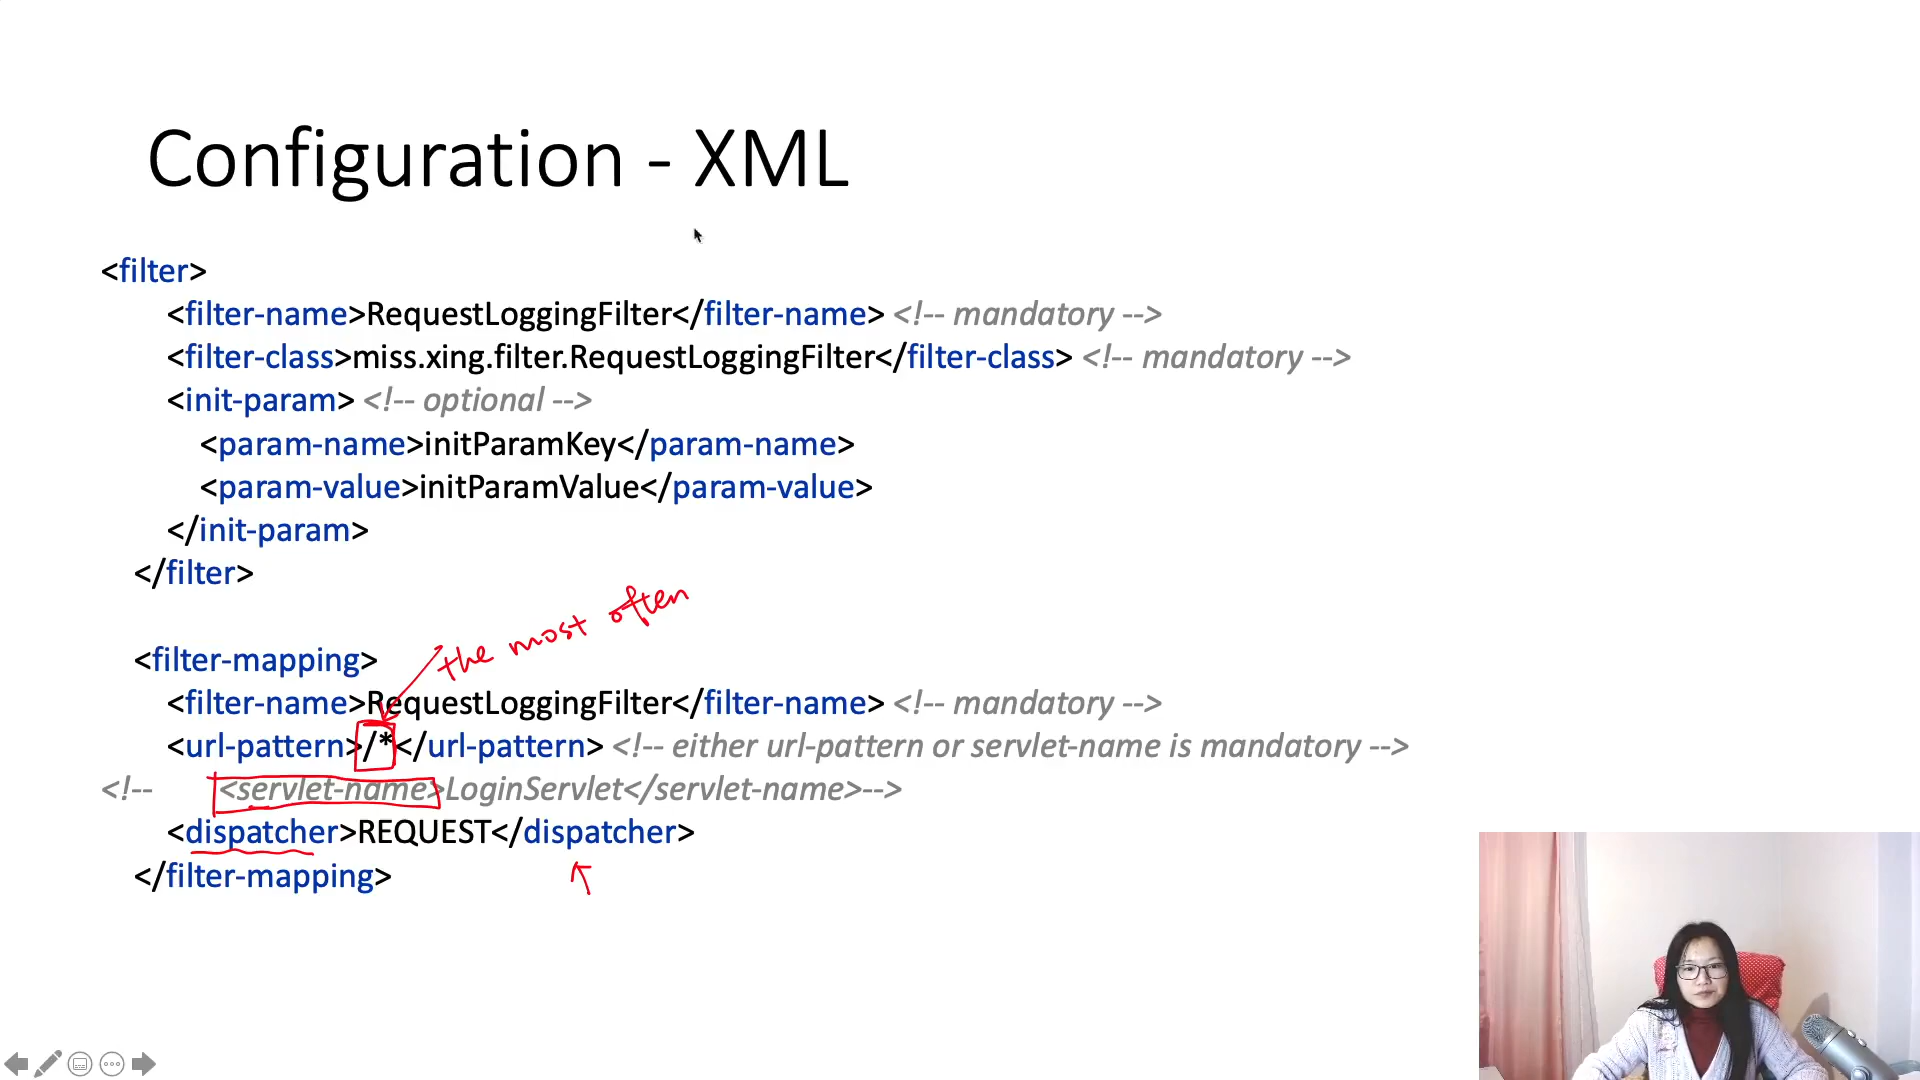 Configuration - XML
<filter>
<filter-name>RequestLoggingFilter</filter-name> <!-- mandatory -->
<filter-class>miss.xing.filter.RequestLoggingFilter</filter-class> <!-- mandatory -->
<init-param> <!-- optional -->
<param-name>initParamKey</param-name>
<param-value>initParamValue</param-value>
</init-param>
</filter>
the most often
<filter-mapping>
<filter-name>RequestLoggingFilter</filter-name> <!-- mandatory -->
<url-pattern>/*</url-pattern> <!-- either url-pattern or servlet-name is mandatory -->
<!-- <servlet-name>LoginServlet</servlet-name>-->
<dispatcher>REQUEST</dispatcher>
</filter-mapping>